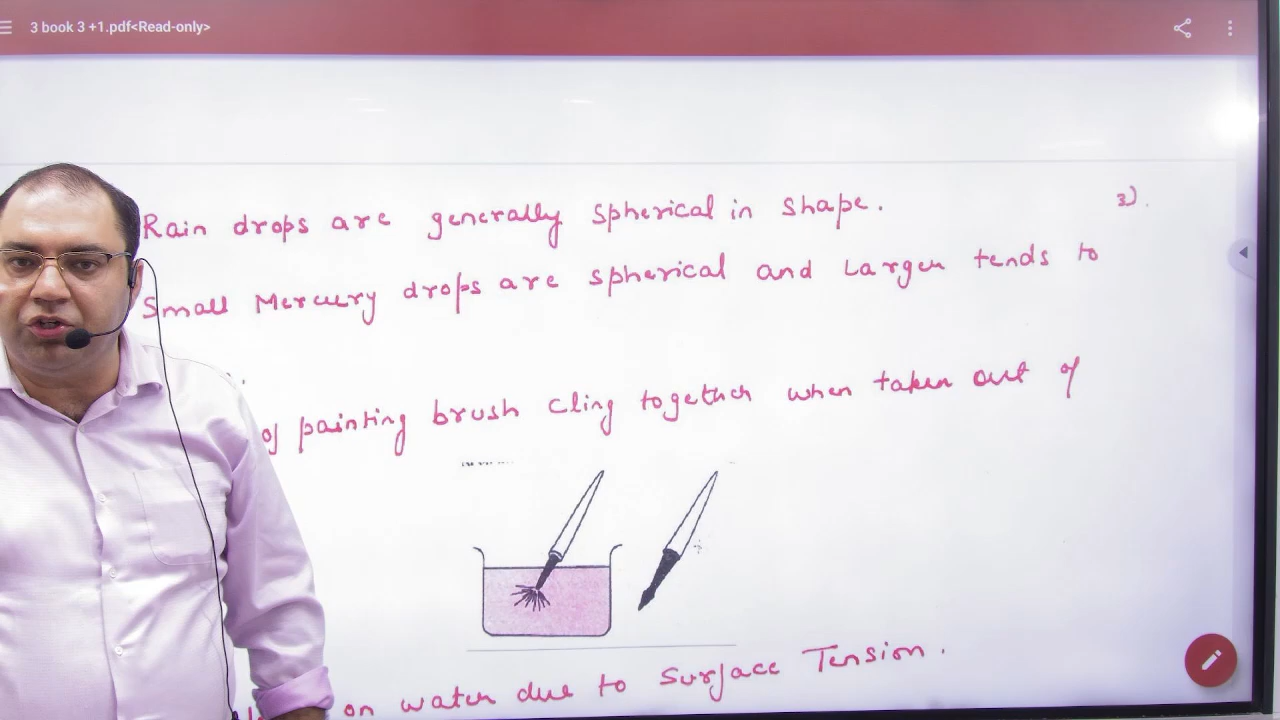 3 book 3 +1.pdf<Read-only>
Rain drops are generally spherical in shape.
3)
Small Mercury drops are spherical and Larger tends to
of painting brush cling together when taken out of
on water due to Surface Tension.